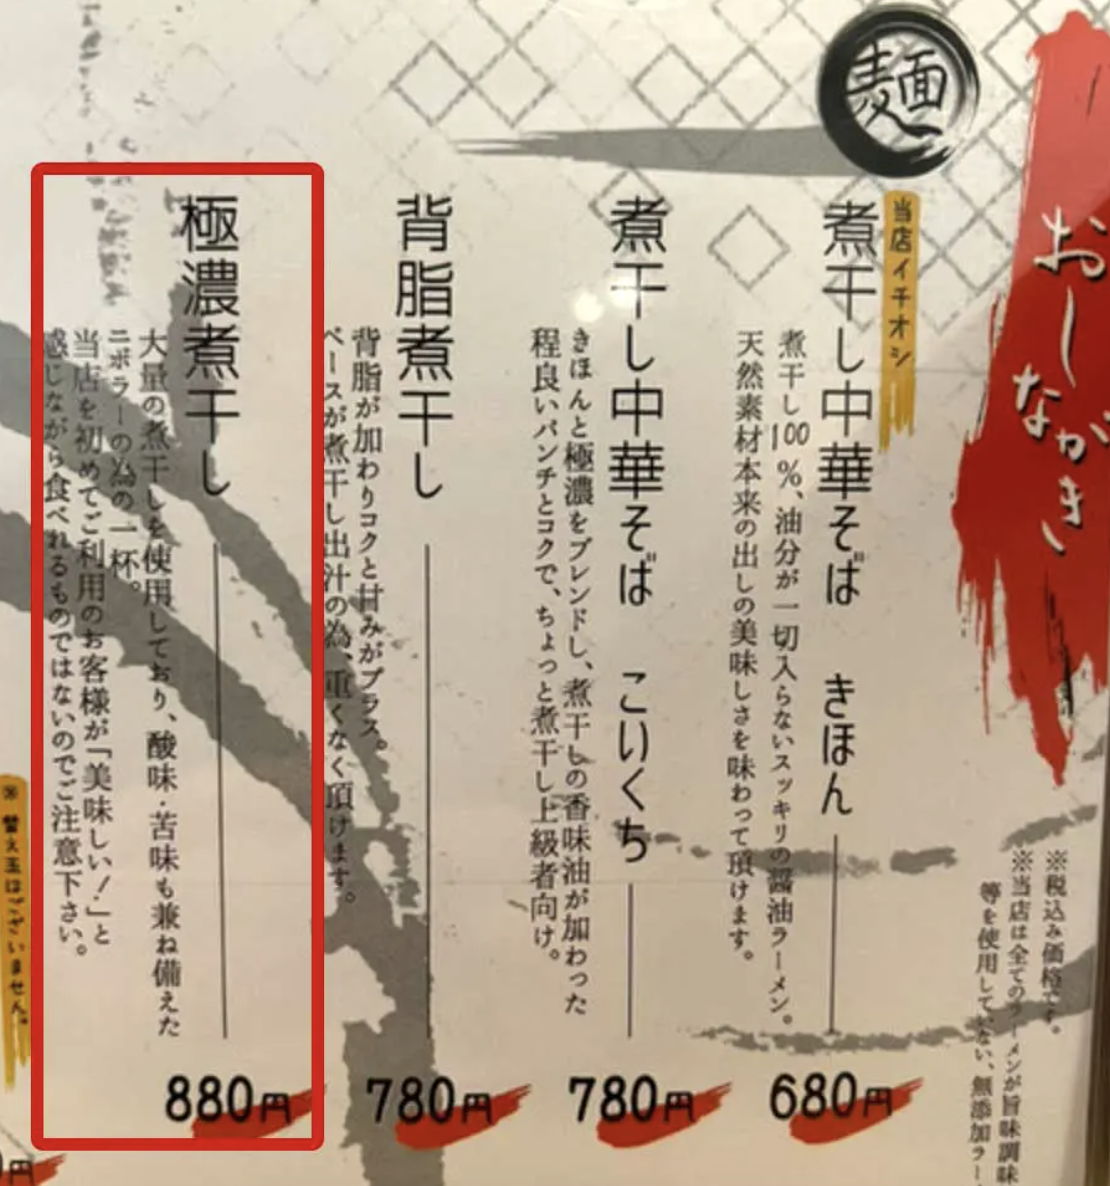 おしながき
※税込み価格です。
※当店は全てのラーメンが旨味調味
等を使用していない、無添加ラー
麺
当店イチオシ
煮干し中華そば きほん 680円
煮干し100%、油分が一切入らないスッキリの醤油ラーメン。
天然素材本来の出しの美味しさを味わって頂けます。
煮干し中華そば こいくち 780円
きほんと極濃をブレンドし、煮干しの香味油が加わった
程良いパンチとコクで、ちょっと煮干し上級者向け。
背脂煮干し 780円
背脂が加わりコクと甘みがプラス。
ベースが煮干し出汁の為、重くなく頂けます。
極濃煮干し 880円
大量の煮干しを使用しており、酸味・苦味も兼ね備えた
ニボラーの為の一杯。
当店を初めてご利用のお客様が「美味しい!」と
感じながら食べれるものではないのでご注意下さい。
※替え玉はございません。
円